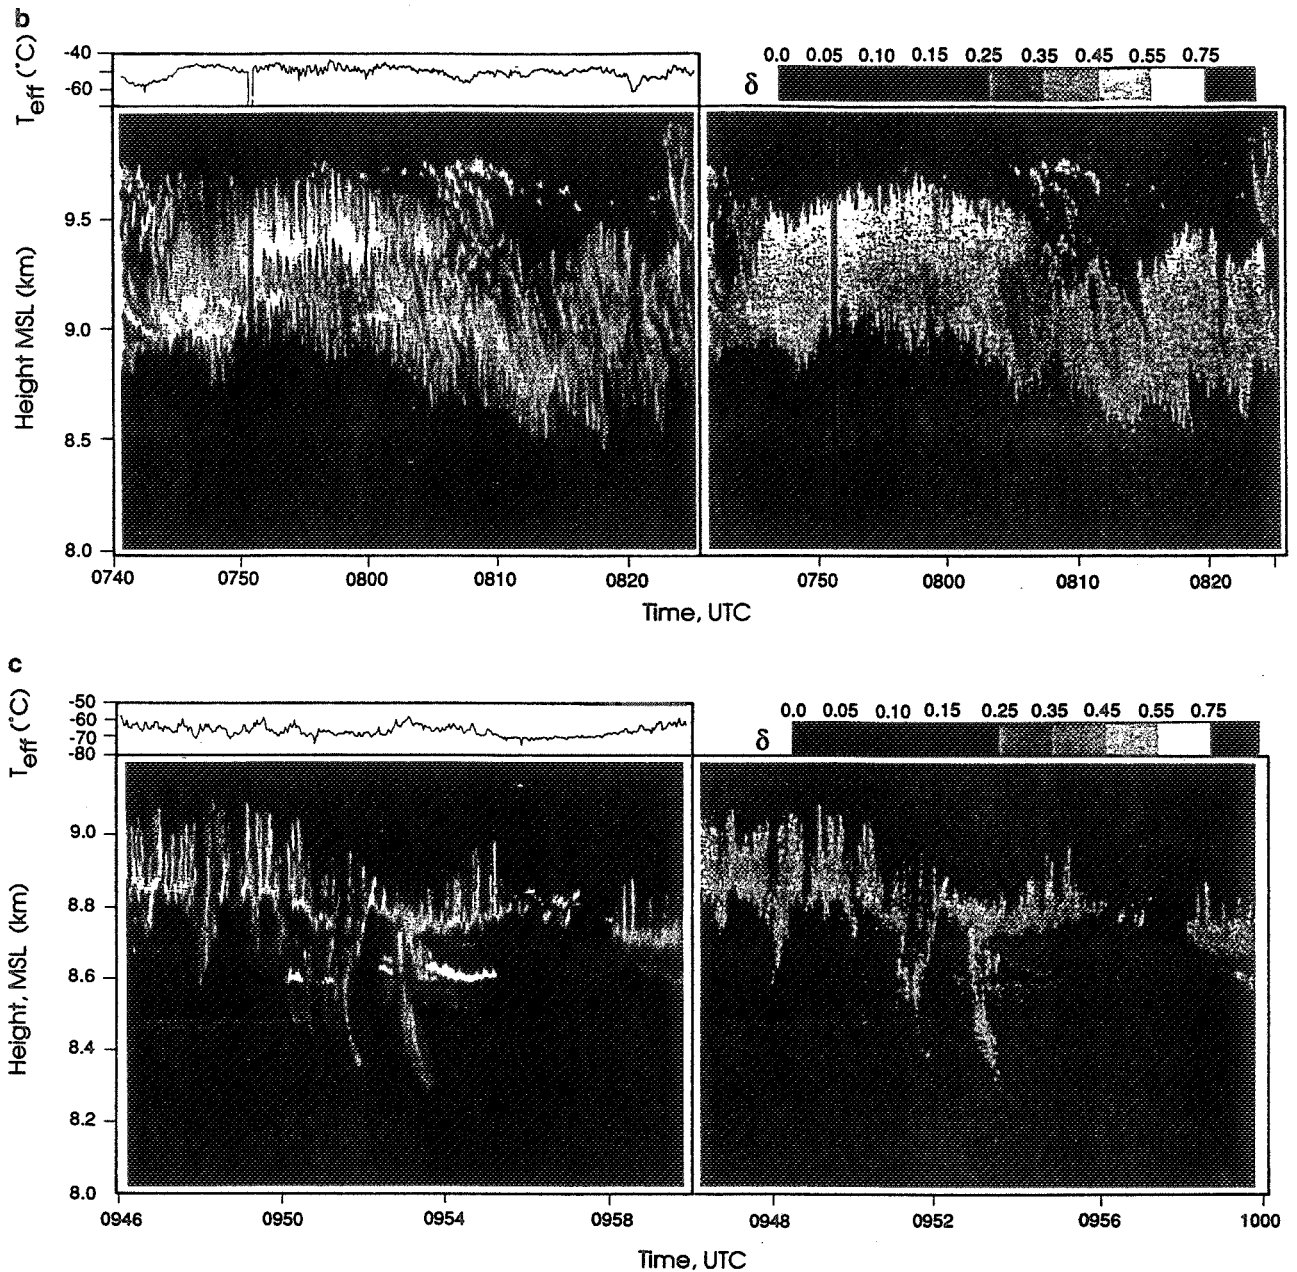 b
T_eff (°C)
-40
-60
0.0 0.05 0.10 0.15 0.25 0.35 0.45 0.55 0.75
δ
Height MSL (km)
9.5
9.0
8.5
8.0
0740 0750 0800 0810 0820 0750 0800 0810 0820
Time, UTC
c
T_eff (°C)
-50
-60
-70
-80
0.0 0.05 0.10 0.15 0.25 0.35 0.45 0.55 0.75
δ
Height, MSL (km)
9.0
8.8
8.6
8.4
8.2
8.0
0946 0950 0954 0958 0948 0952 0956 1000
Time, UTC